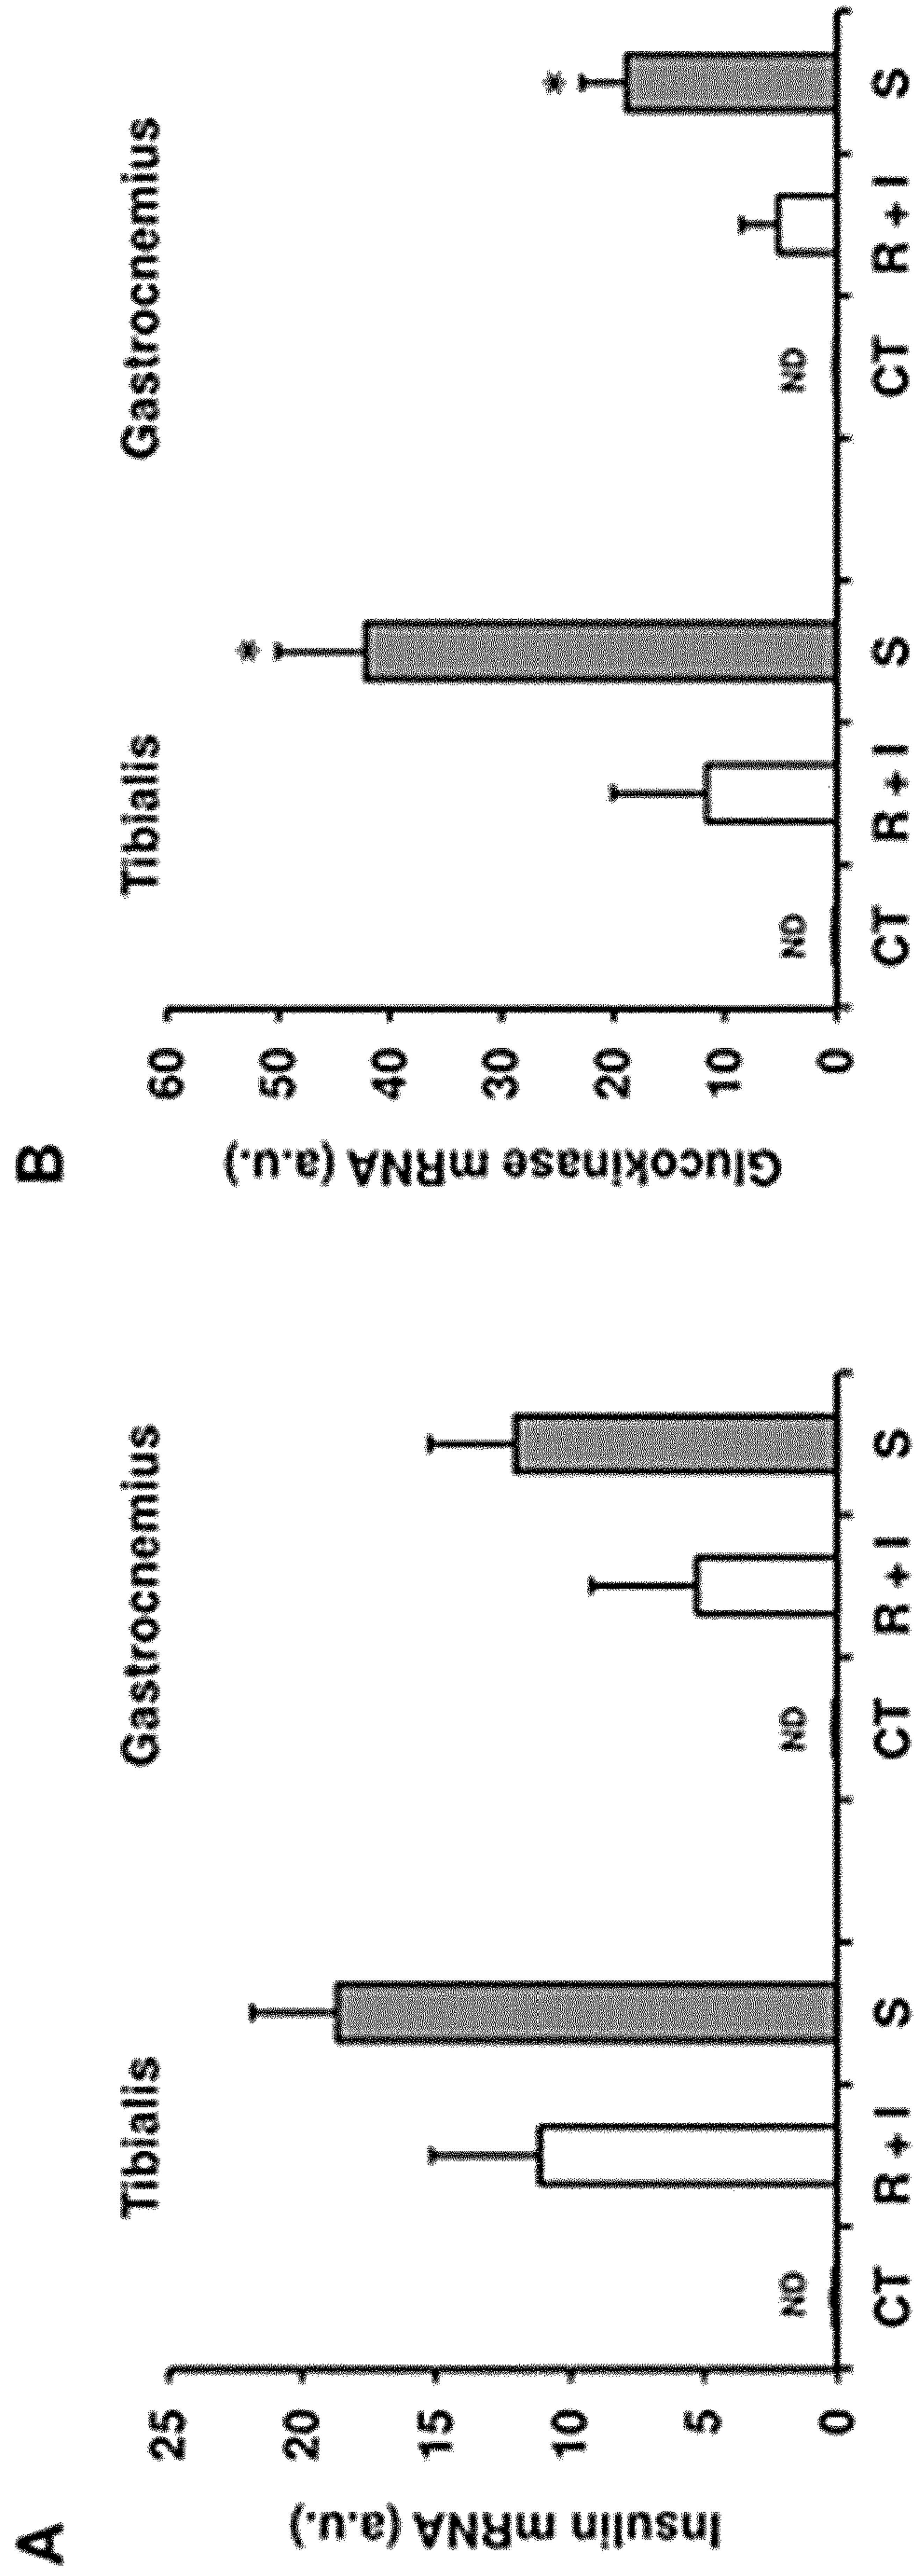 A
Tibialis
Gastrocnemius
Insulin mRNA (a.u.)
25
20
15
10
5
0
ND
ND
CT R + I S CT R + I S
B
Tibialis
Gastrocnemius
*
*
Glucokinase mRNA (a.u.)
60
50
40
30
20
10
0
ND
ND
CT R + I S CT R + I S